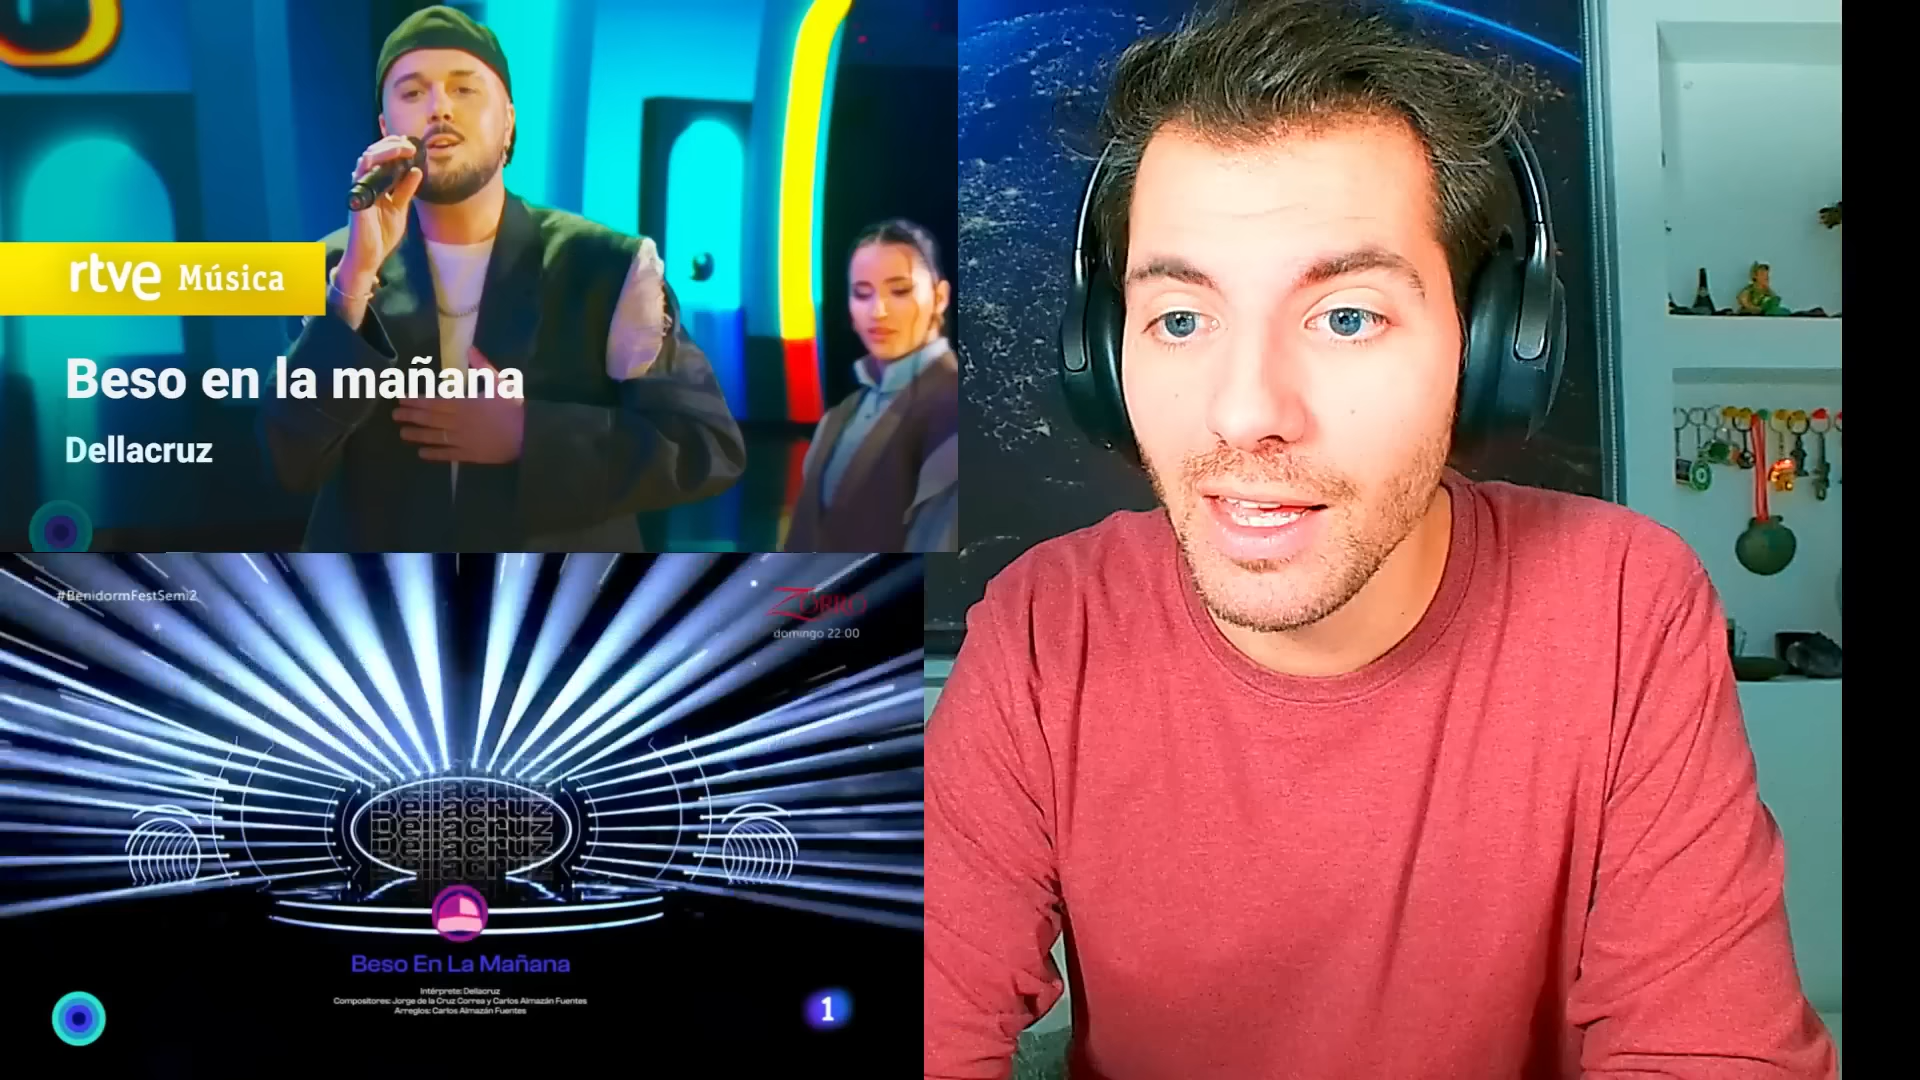 rtve Música
Beso en la mañana
Dellacruz
#BenidormFestSemi2
ZORRO
domingo 22:00
Dellacruz
Dellacruz
Dellacruz
Beso En La Mañana
Intérprete: Dellacruz
Compositores: Jorge de la Cruz Correa y Carlos Almazán Fuentes
Arreglos: Carlos Almazán Fuentes
1